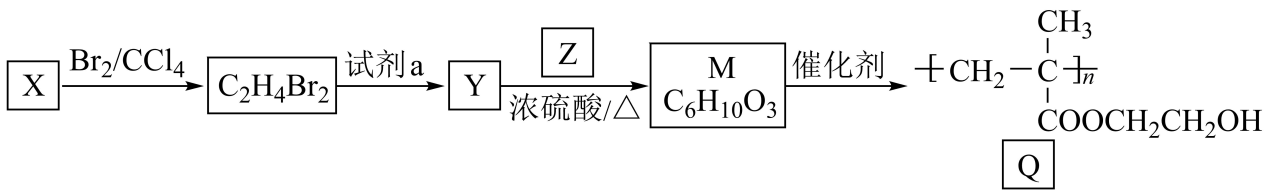 X
Br₂/CCl₄
C₂H₄Br₂
试剂a
Y
Z
浓硫酸/△
M
C₆H₁₀O₃
催化剂
CH₃
[CH₂—C]ₙ
COOCH₂CH₂OH
Q